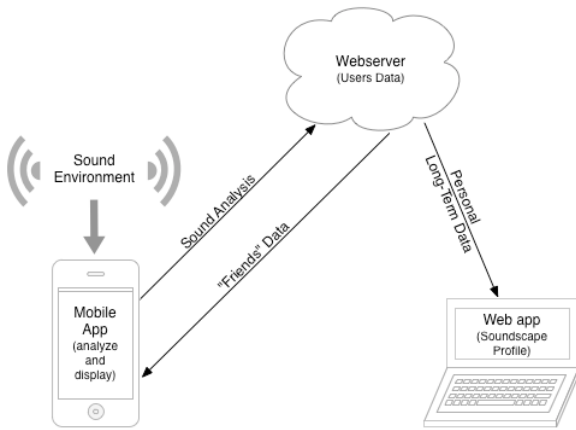 Webserver
(Users Data)
Sound
Environment
Sound Analysis
"Friends" Data
Personal
Long-Term Data
Mobile
App
(analyze
and
display)
Web app
(Soundscape
Profile)